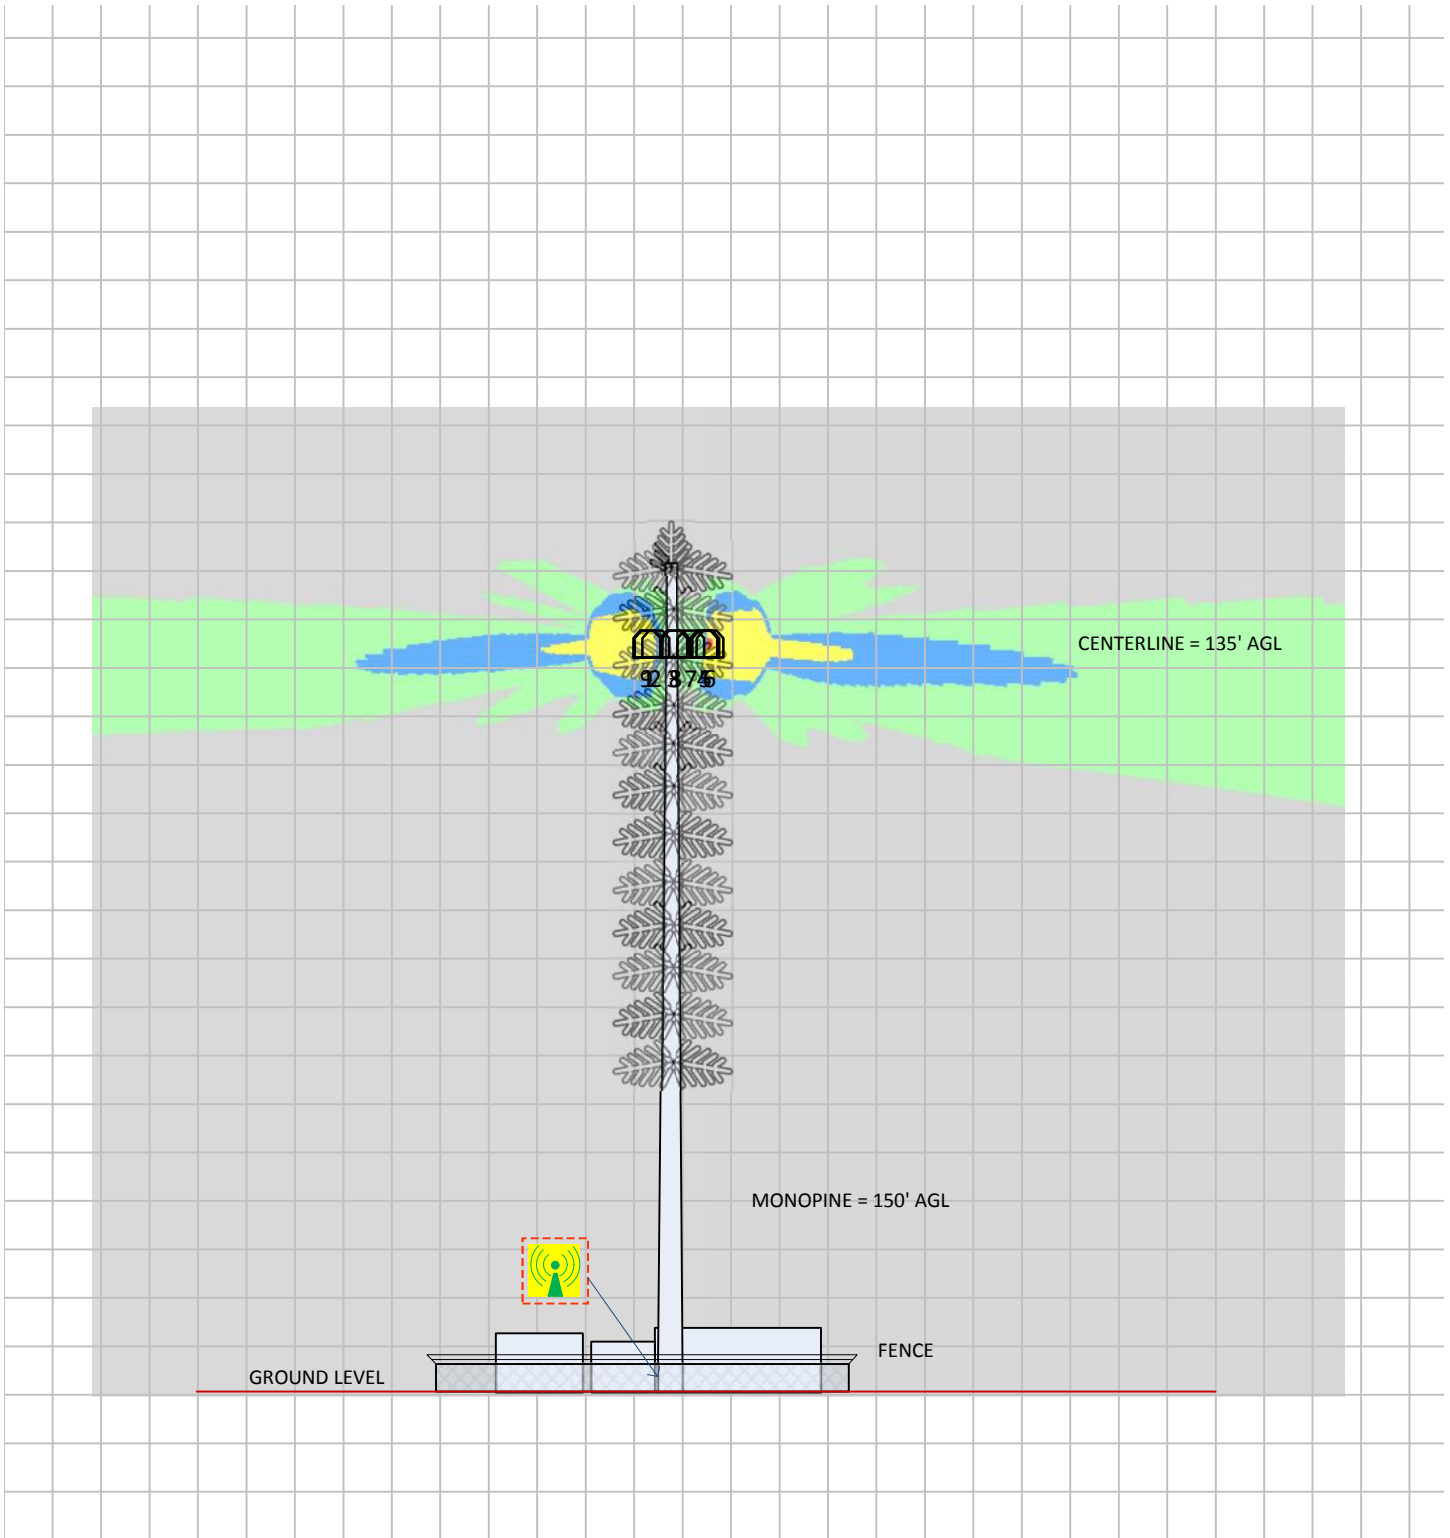 CENTERLINE = 135' AGL
MONOPINE = 150' AGL
FENCE
GROUND LEVEL